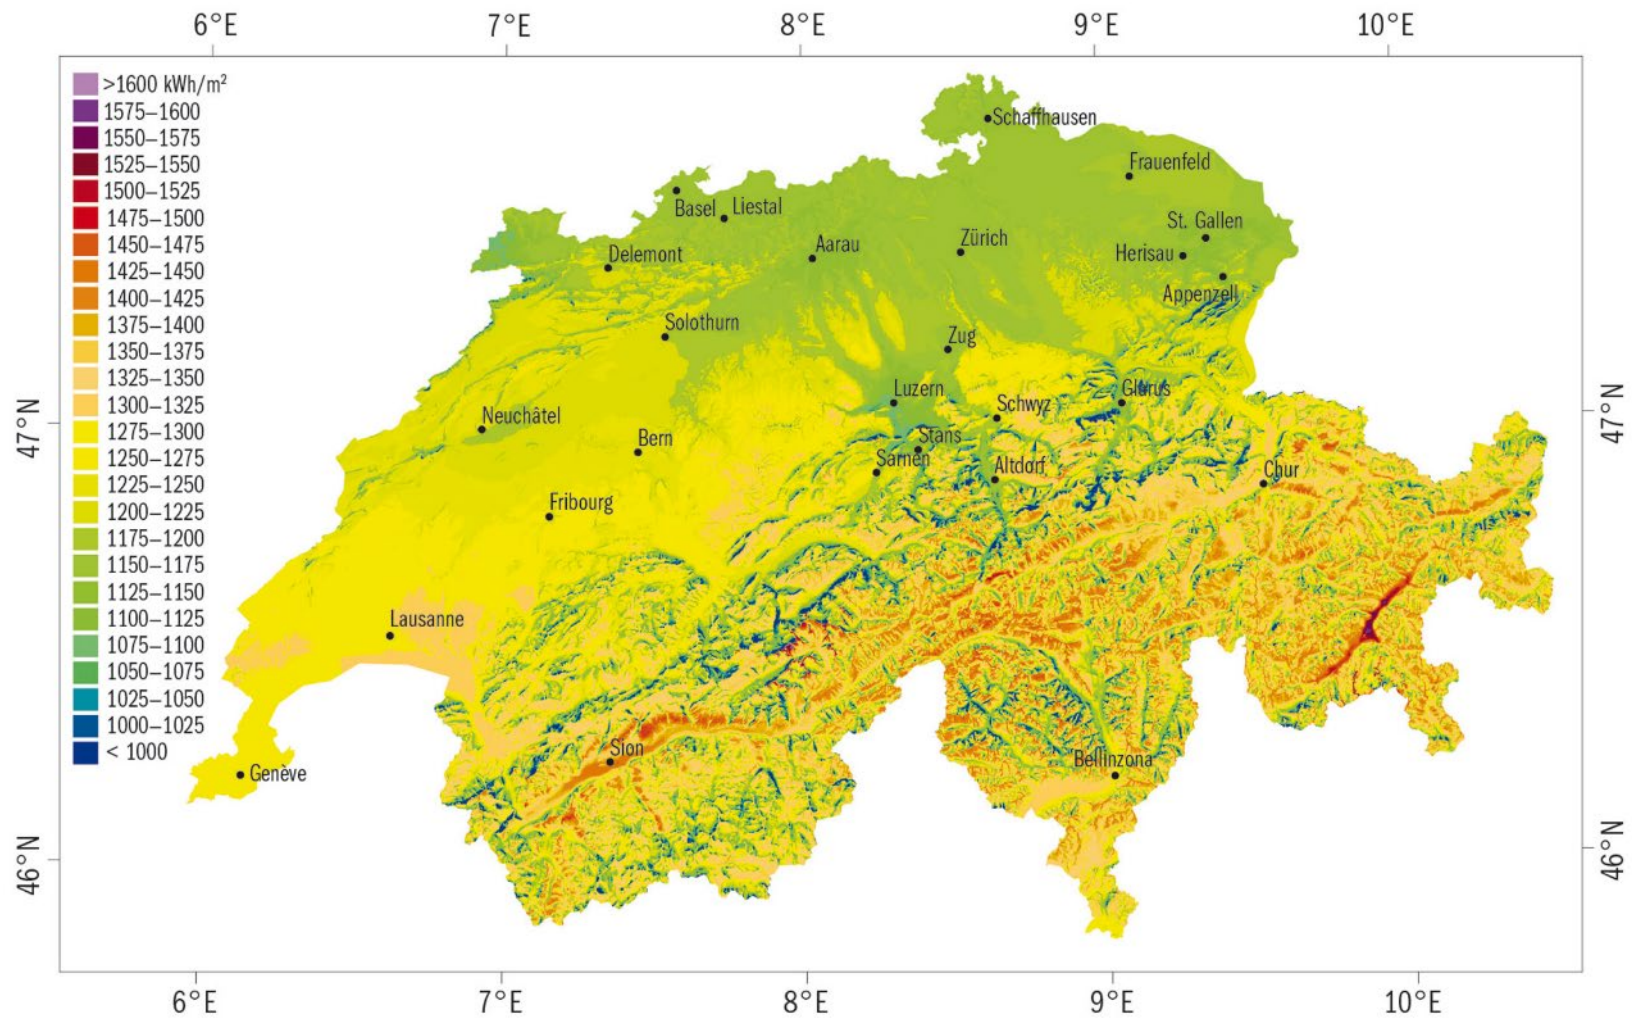 6°E 7°E 8°E 9°E 10°E
>1600 kWh/m²
1575–1600
1550–1575
1525–1550
1500–1525
1475–1500
1450–1475
1425–1450
1400–1425
1375–1400
1350–1375
1325–1350
1300–1325
1275–1300
1250–1275
1225–1250
1200–1225
1175–1200
1150–1175
1125–1150
1100–1125
1075–1100
1050–1075
1025–1050
1000–1025
< 1000
Schaffhausen
Frauenfeld
Basel
Liestal
St. Gallen
Zürich
Aarau
Herisau
Delemont
Appenzell
Solothurn
Zug
Luzern
Glarus
Schwyz
47°N
47°N
Neuchâtel
Bern
Stans
Sarnen
Altdorf
Chur
Fribourg
Lausanne
Sion
Bellinzona
Genève
46°N
46°N
6°E 7°E 8°E 9°E 10°E